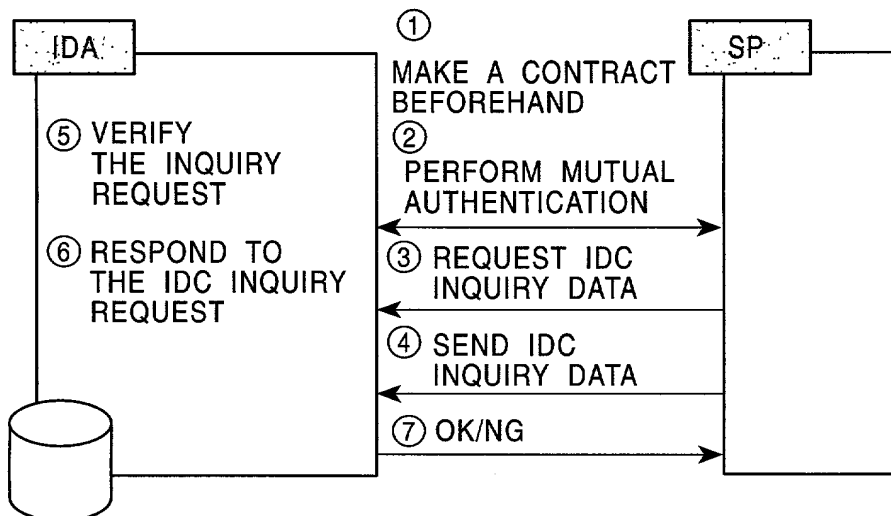 IDA
SP
①
MAKE A CONTRACT
BEFOREHAND
②
PERFORM MUTUAL
AUTHENTICATION
③ REQUEST IDC
INQUIRY DATA
④ SEND IDC
INQUIRY DATA
⑤ VERIFY
THE INQUIRY
REQUEST
⑥ RESPOND TO
THE IDC INQUIRY
REQUEST
⑦ OK/NG